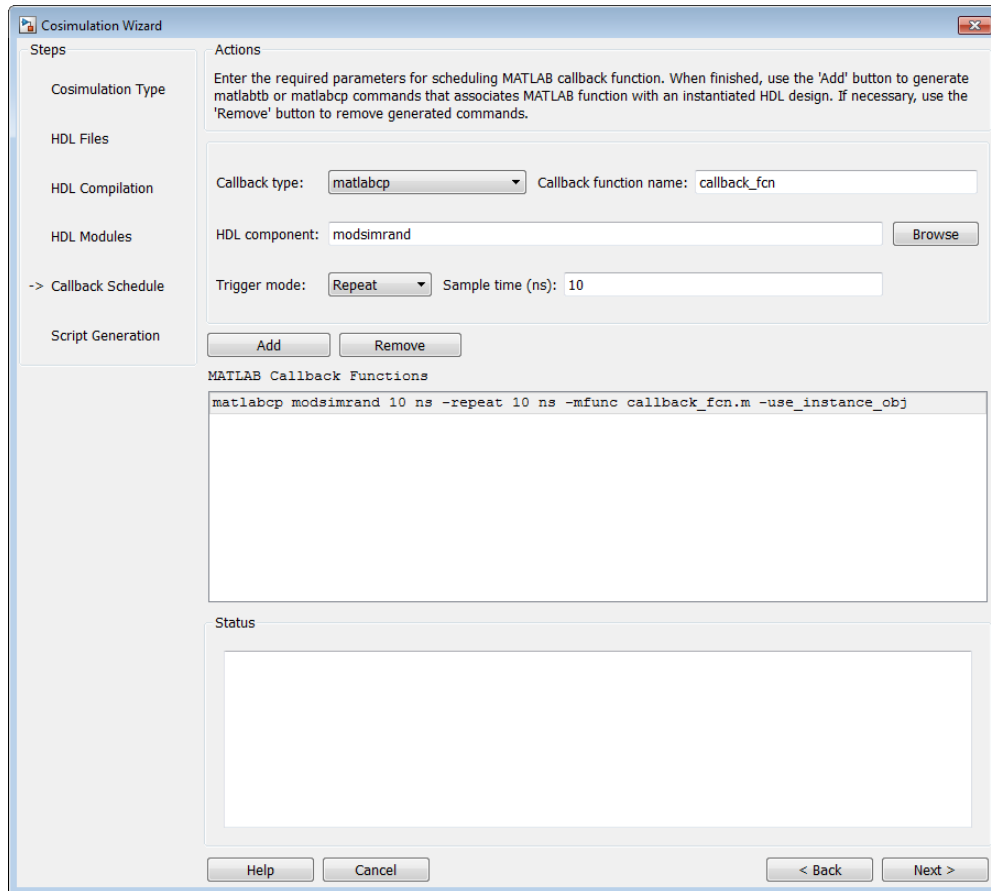 Cosimulation Wizard
Steps
Cosimulation Type
HDL Files
HDL Compilation
HDL Modules
-> Callback Schedule
Script Generation
Actions
Enter the required parameters for scheduling MATLAB callback function. When finished, use the 'Add' button to generate
matlabtb or matlabcp commands that associates MATLAB function with an instantiated HDL design. If necessary, use the
'Remove' button to remove generated commands.
Callback type: matlabcp Callback function name: callback_fcn
HDL component: modsimrand Browse
Trigger mode: Repeat Sample time (ns): 10
Add Remove
MATLAB Callback Functions
matlabcp modsimrand 10 ns -repeat 10 ns -mfunc callback_fcn.m -use_instance_obj
Status
Help Cancel < Back Next >